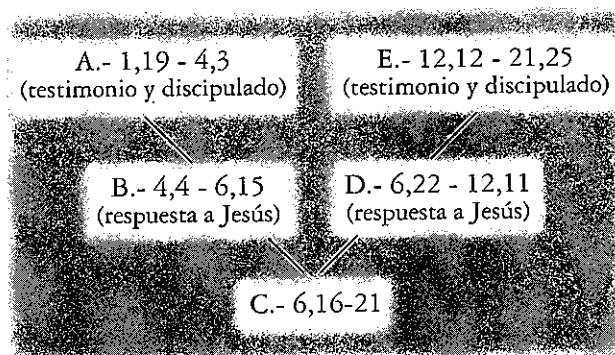 A.- 1,19 - 4,3
(testimonio y discipulado)
E.- 12,12 - 21,25
(testimonio y discipulado)
B.- 4,4 - 6,15
(respuesta a Jesús)
D.- 6,22 - 12,11
(respuesta a Jesús)
C.- 6,16-21